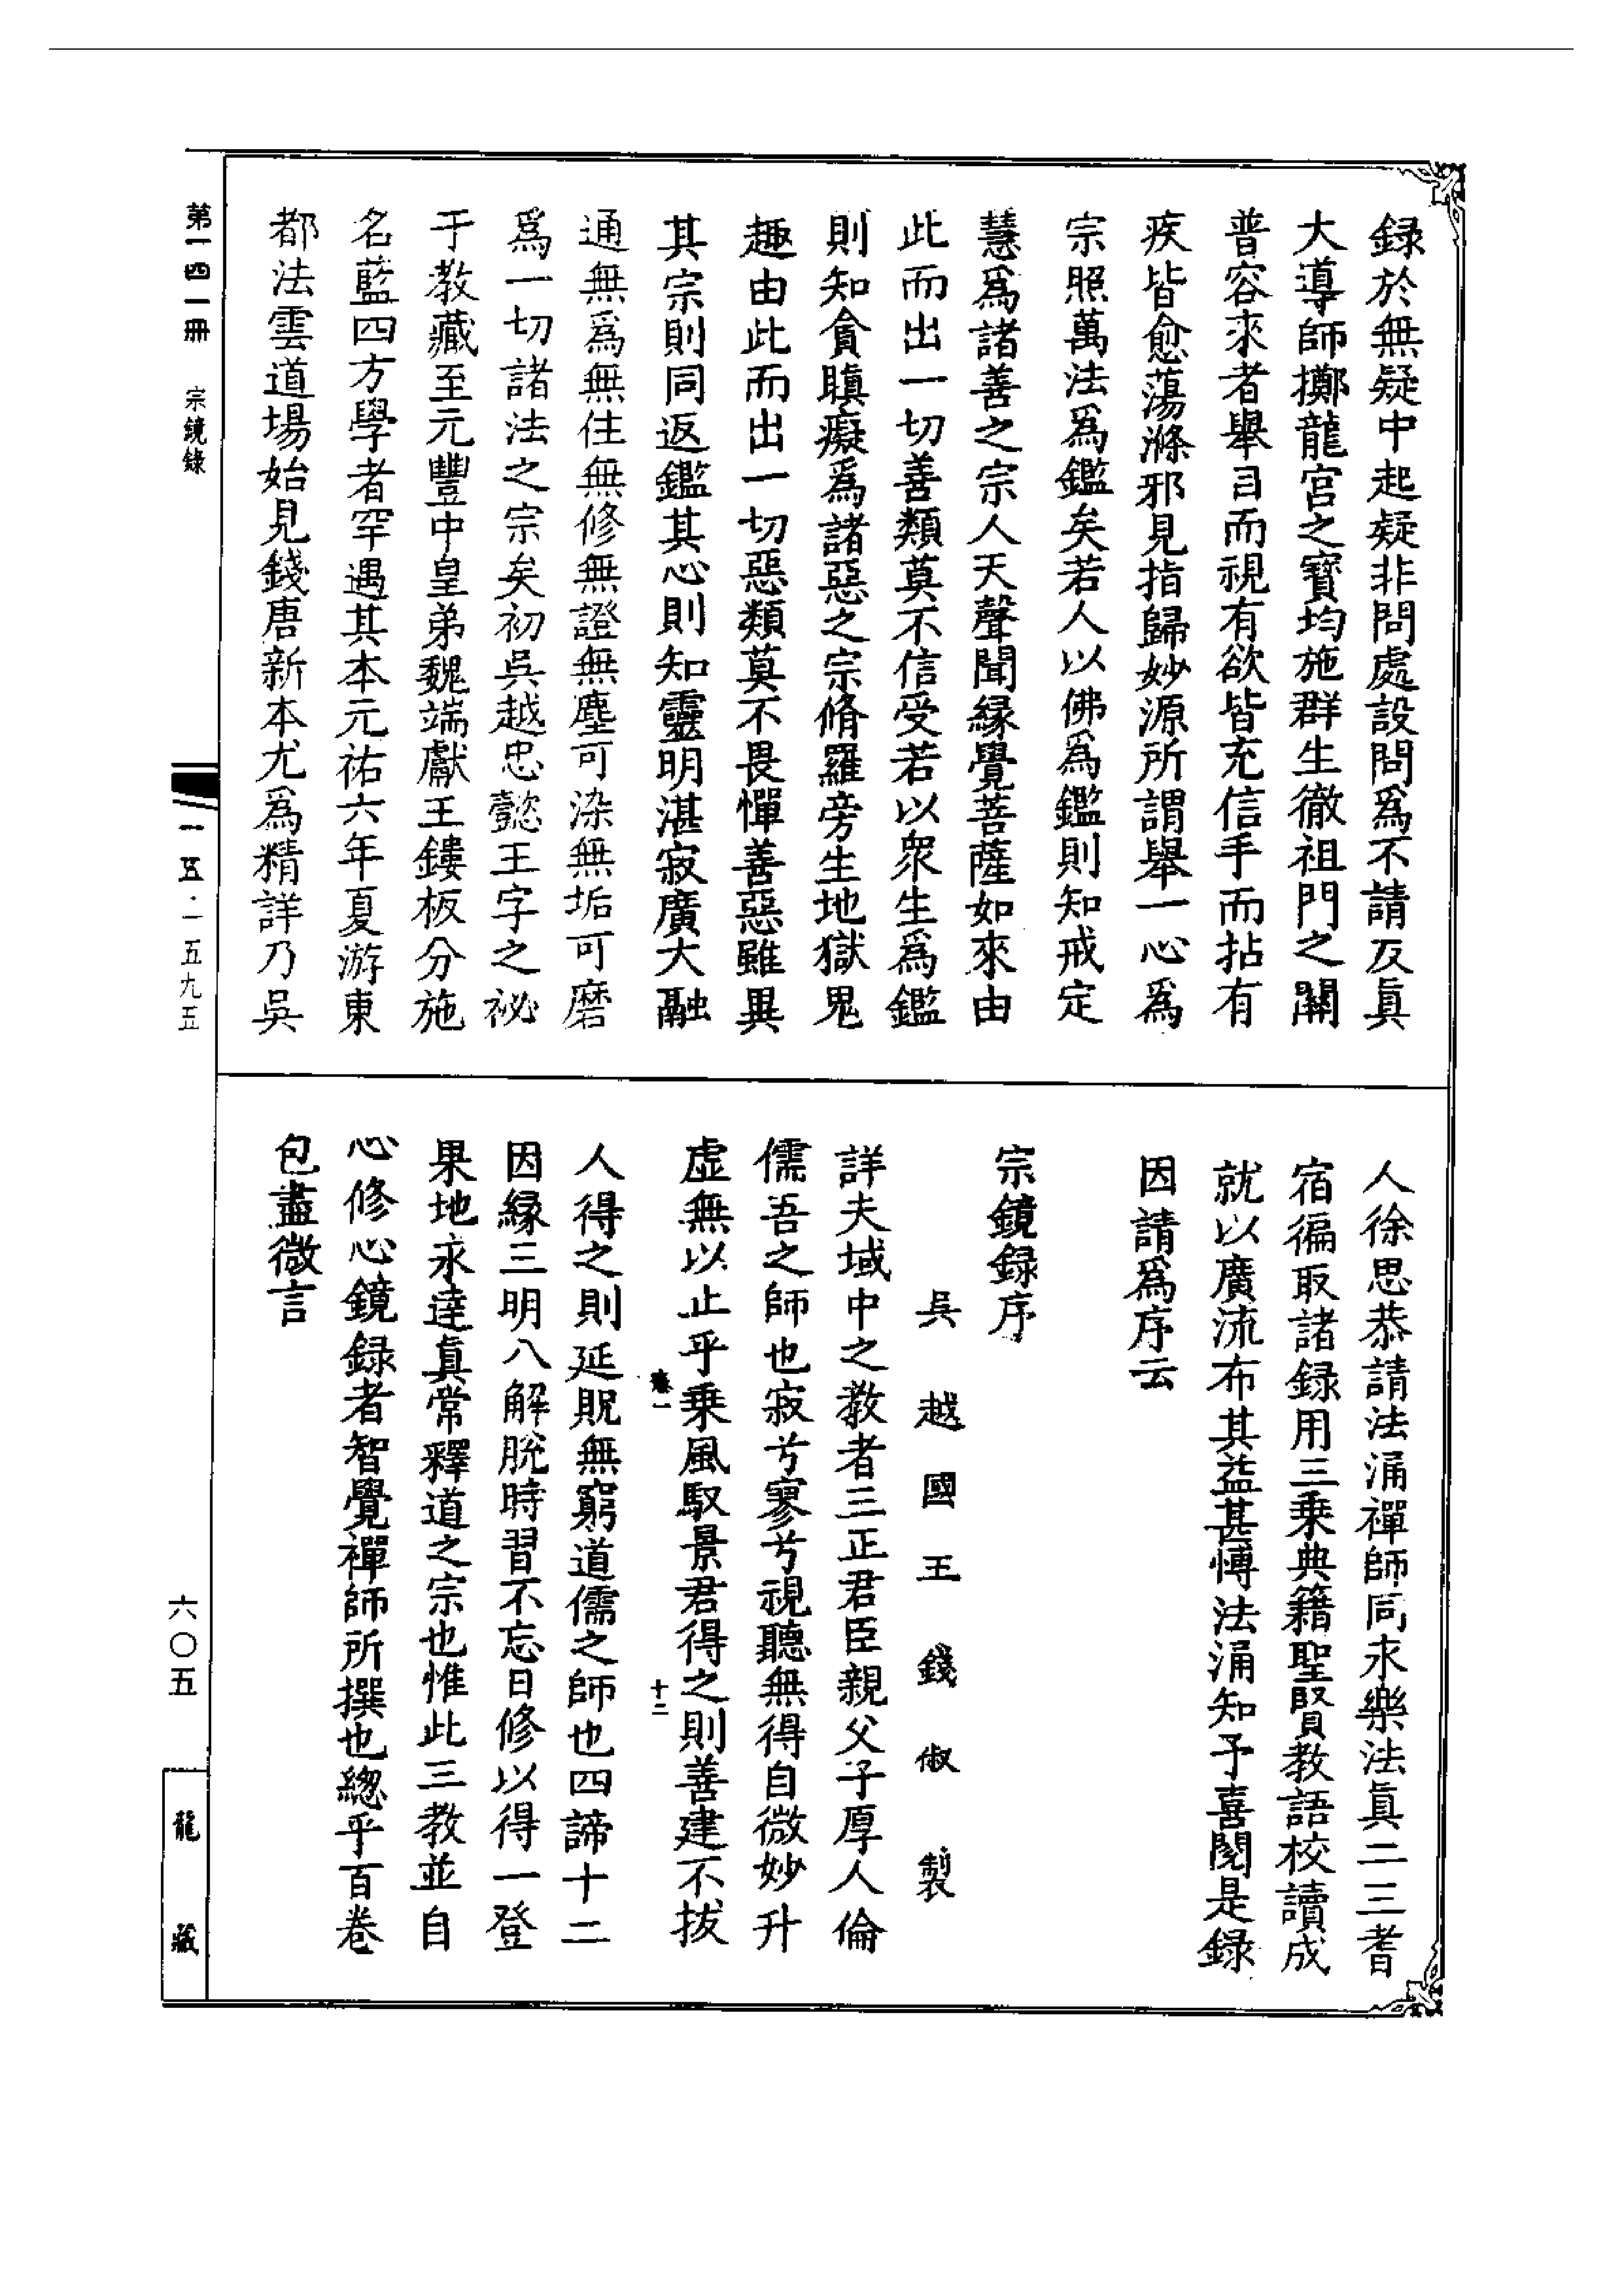 録於無疑中起疑非問處設問爲不請友眞
大導師擲龍宮之寶均施群生徹祖門之關
普容來者舉目而視有欲皆充信手而拈有
疾皆愈蕩滌邪見指歸妙源所謂舉一心爲
宗照萬法爲鑑矣若人以佛爲鑑則知戒定
慧爲諸善之宗人天聲聞緣覺菩薩如來由
此而出一切善類莫不信受若以衆生爲鑑
則知貪瞋癡爲諸惡之宗脩羅旁生地獄鬼
趣由此而出一切惡類莫不畏憚善惡雖異
其宗則同返鑑其心則知靈明湛寂廣大融
通無爲無住無修無證無塵可染無垢可磨
爲一切諸法之宗矣初吳越忠懿王字之祕
于教藏至元豐中皇弟魏端獻王鏤板分施
名藍四方學者罕遇其本元祐六年夏游東
都法雲道場始見錢唐新本尤爲精詳乃吳
人徐思恭請法涌禪師同永樂法眞二三耆
宿徧取諸録用三乗典籍聖賢教語校讀成
就以廣流布其益甚愽法涌知予喜閱是録
因請爲序云
宗鏡録序
吳越國王錢俶製
詳夫域中之教者三正君臣親父子厚人倫
儒吾之師也寂兮寥兮視聽無得自微妙升
虚無以止乎乗風馭景君得之則善建不拔
卷一 十二
人得之則延貺無窮道儒之師也四諦十二
因緣三明八解脫時習不忘日修以得一登
果地永達真常釋道之宗也惟此三教並自
心修心鏡録者智覺禪師所撰也總乎百卷
包盡微言
第一四一冊 宗鏡錄
一五·一五九五
六〇五
龍藏